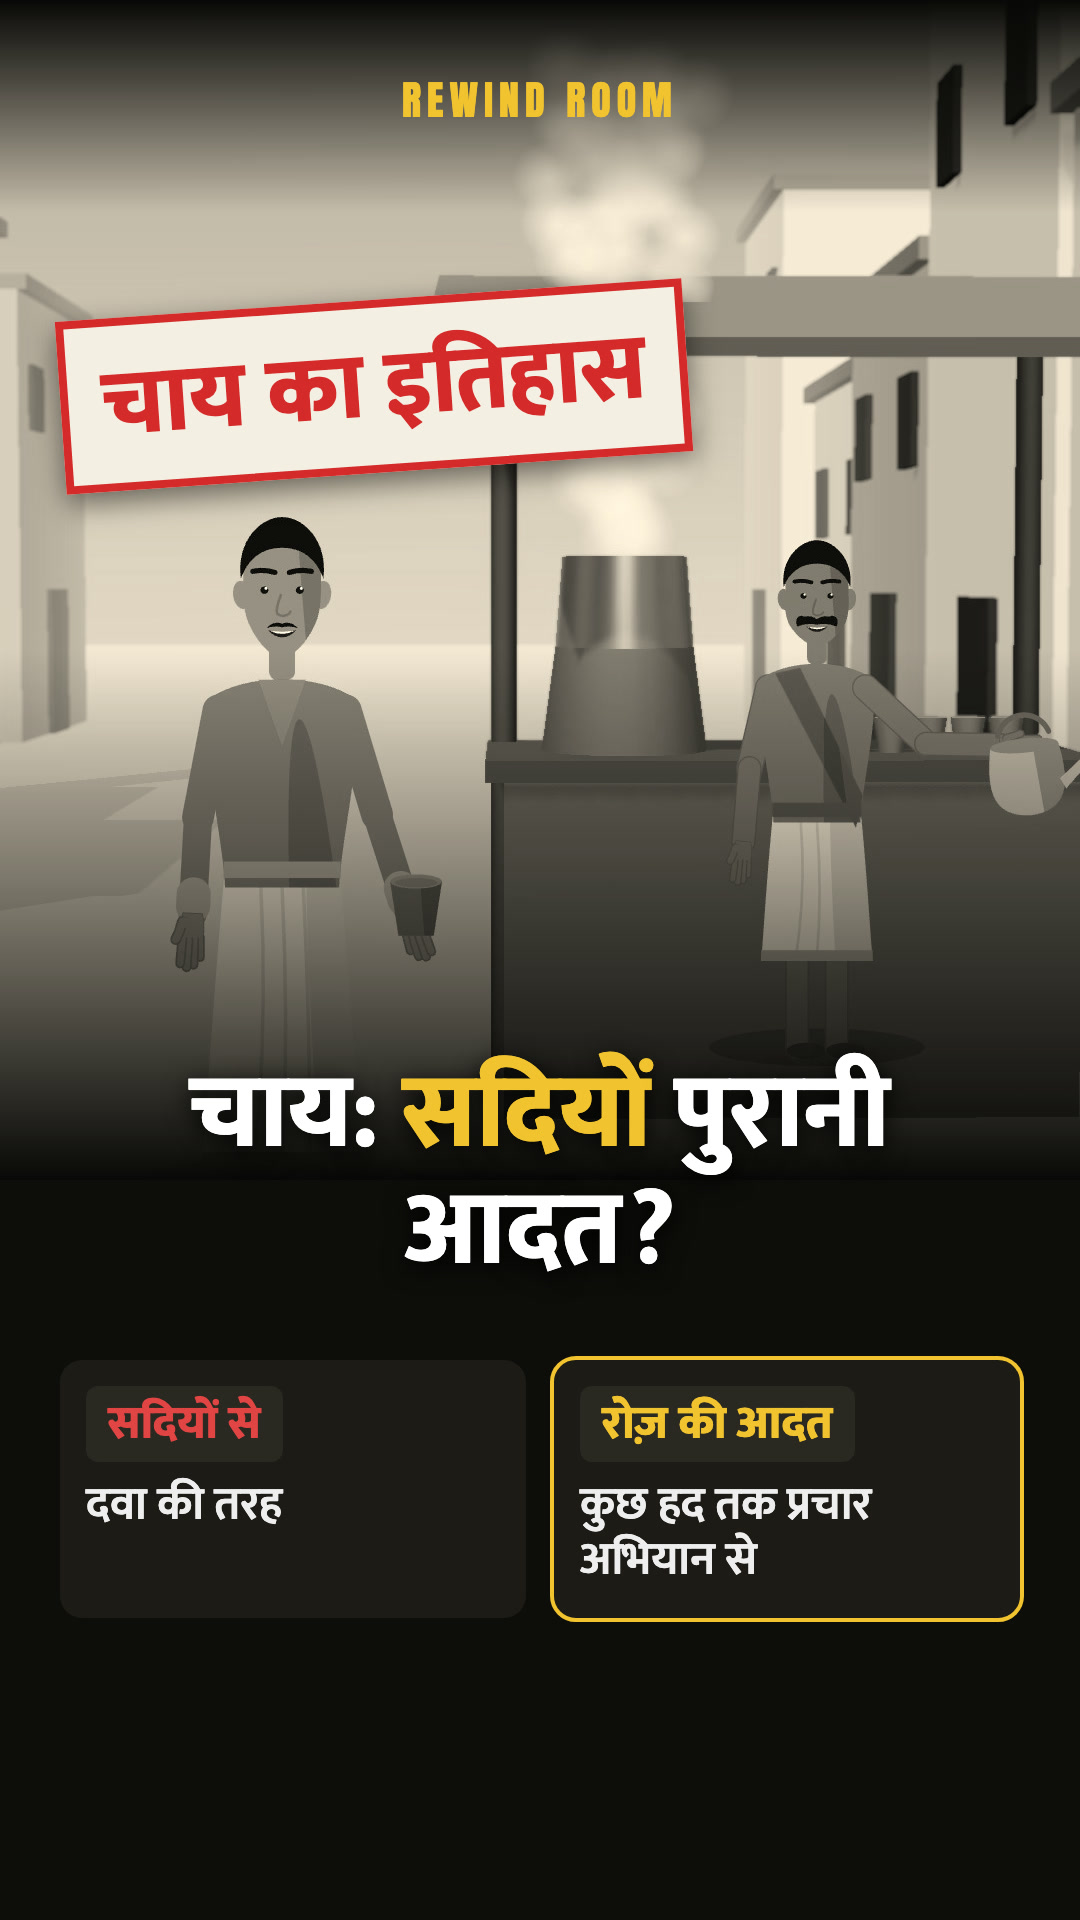 REWIND ROOM
चाय का इतिहास
चाय: सदियों पुरानी
आदत?
सदियों से
दवा की तरह
रोज़ की आदत
कुछ हद तक प्रचार
अभियान से